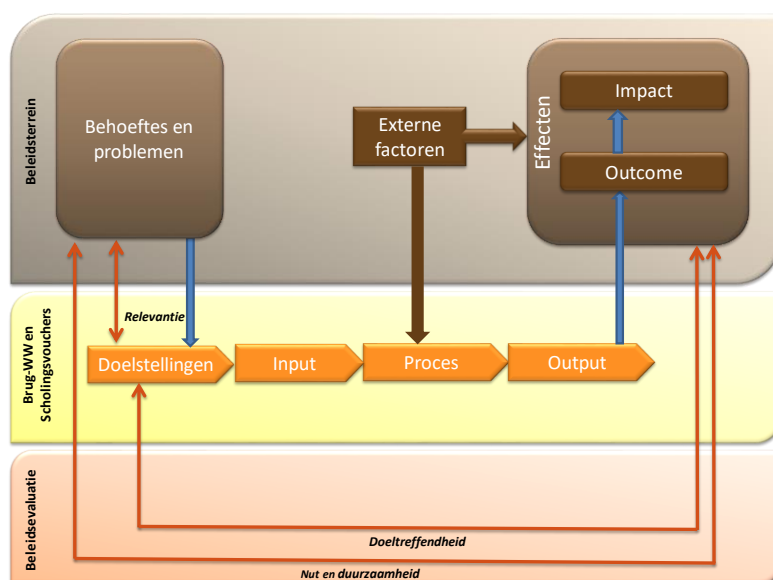 Beleidsterrein
Behoeftes en
problemen
Externe
factoren
Effecten
Impact
Outcome
Brug-WW en
Scholingsvouchers
Relevantie
Doelstellingen
Input
Proces
Output
Beleidsevaluatie
Doeltreffendheid
Nut en duurzaamheid